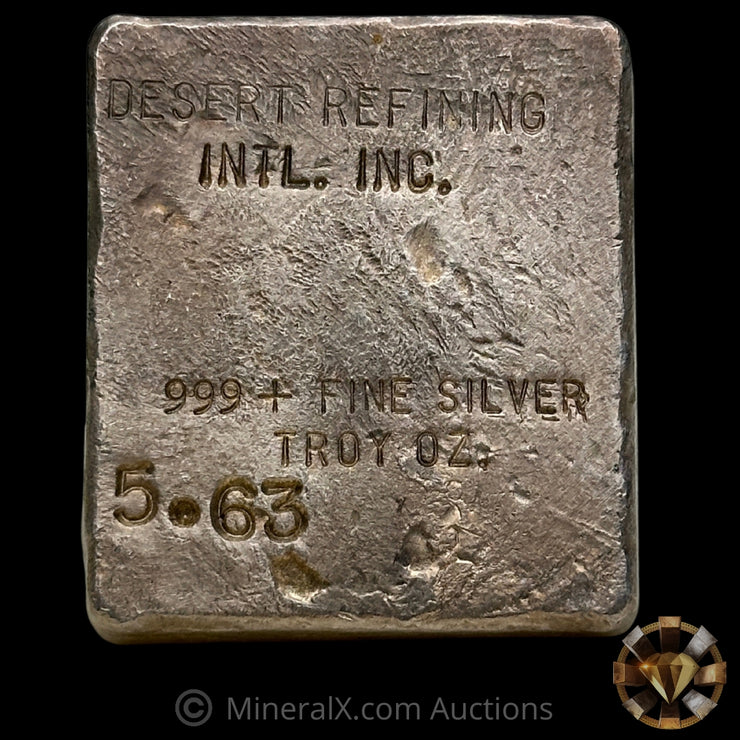 DESERT REFINING
INTL. INC.
999 + FINE SILVER
TROY OZ.
5.63
© MineralX.com Auctions